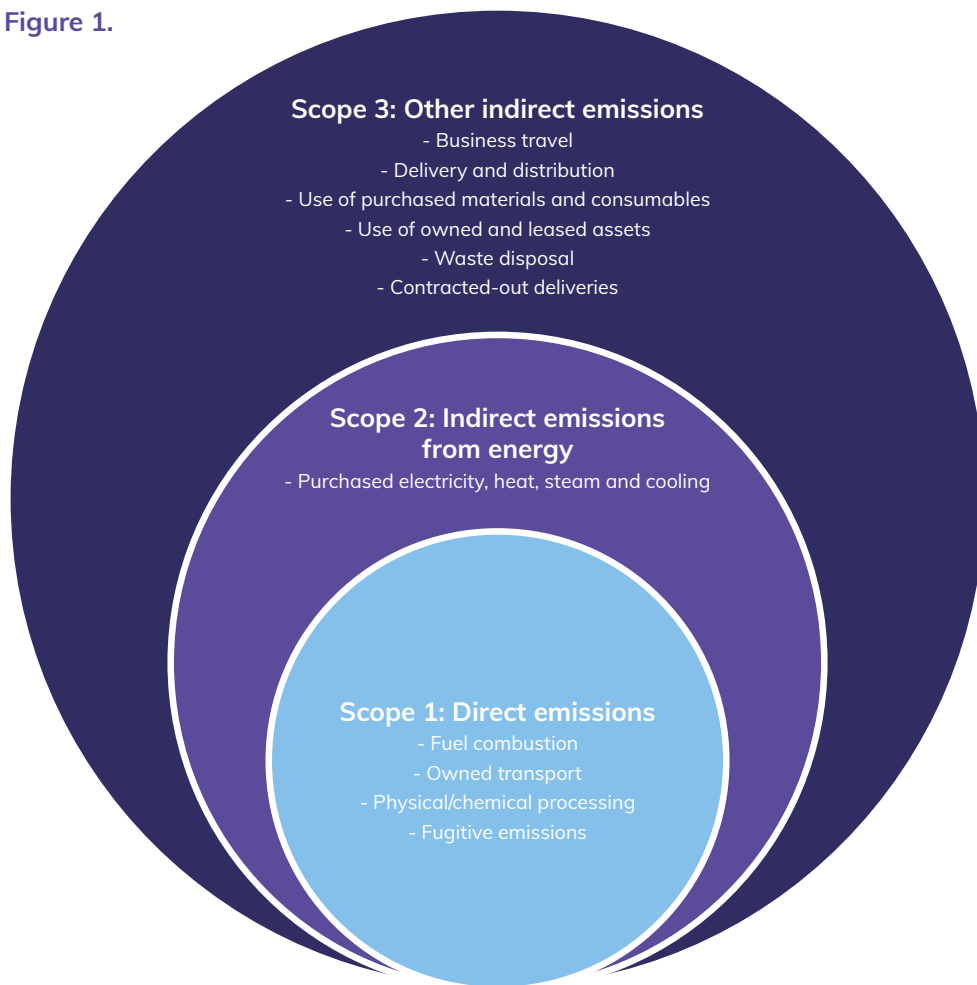 Figure 1.
Scope 3: Other indirect emissions
- Business travel
- Delivery and distribution
- Use of purchased materials and consumables
- Use of owned and leased assets
- Waste disposal
- Contracted-out deliveries
Scope 2: Indirect emissions
from energy
- Purchased electricity, heat, steam and cooling
Scope 1: Direct emissions
- Fuel combustion
- Owned transport
- Physical/chemical processing
- Fugitive emissions